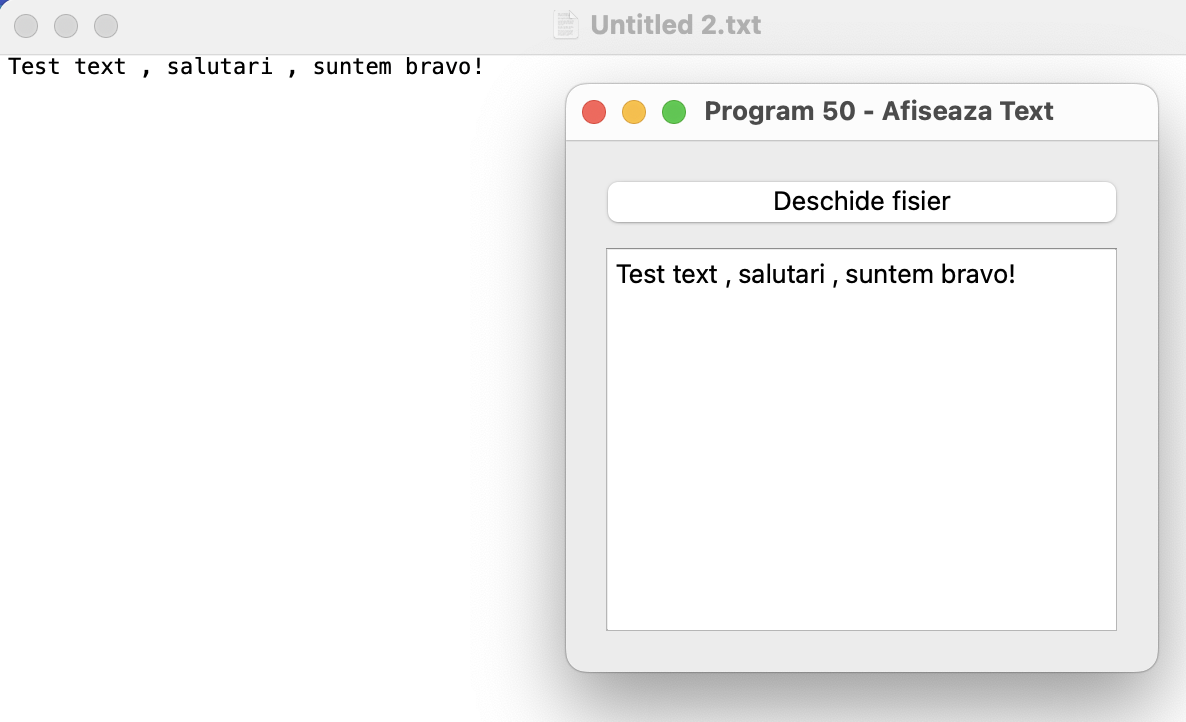 Untitled 2.txt
Test text , salutari , suntem bravo!
Program 50 - Afiseaza Text
Deschide fisier
Test text , salutari , suntem bravo!